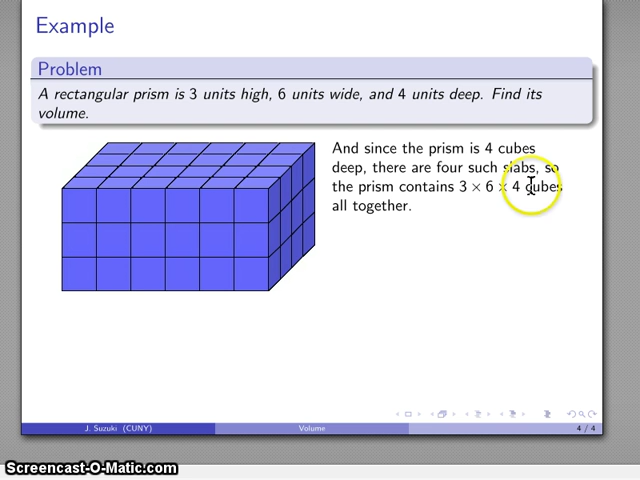 Example
Problem
A rectangular prism is 3 units high, 6 units wide, and 4 units deep. Find its
volume.
And since the prism is 4 cubes
deep, there are four such slabs, so
the prism contains 3 × 6 × 4 cubes
all together.
J. Suzuki (CUNY) Volume 4 / 4
Screencast-O-Matic.com